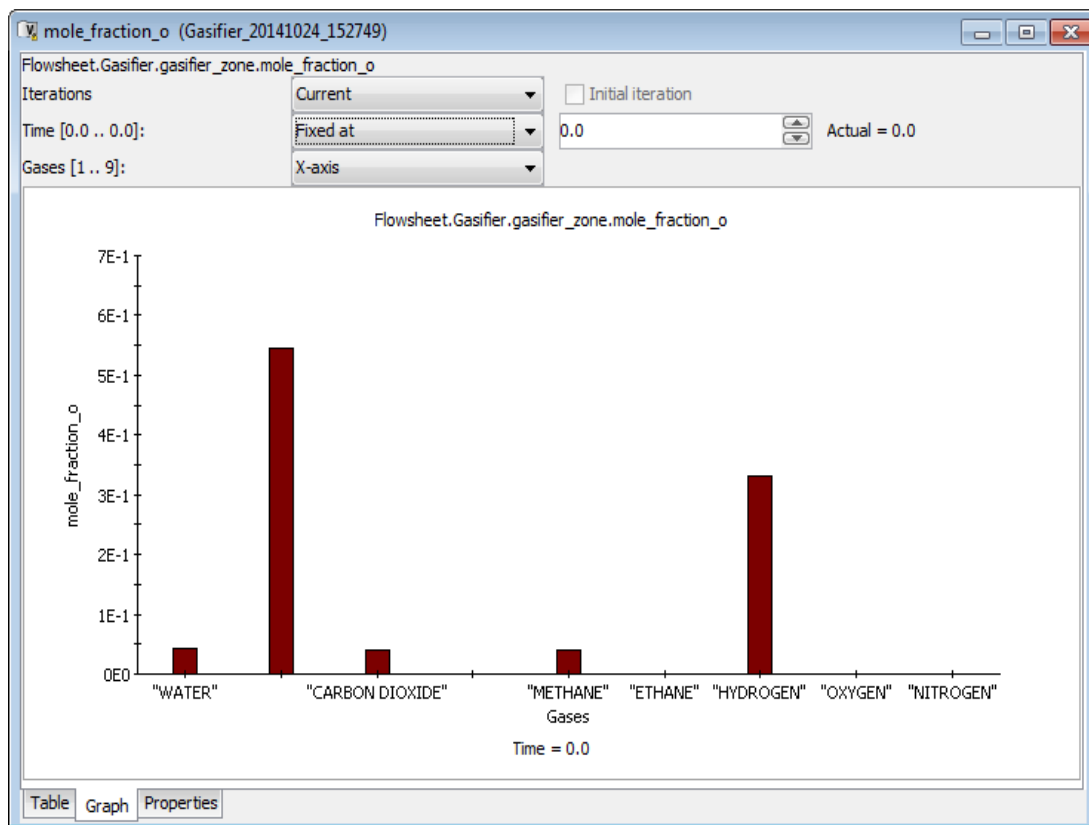 mole_fraction_o (Gasifier_20141024_152749)
Flowsheet.Gasifier.gasifier_zone.mole_fraction_o
Iterations Current Initial iteration
Time [0.0 .. 0.0]: Fixed at 0.0 Actual = 0.0
Gases [1 .. 9]: X-axis
Flowsheet.Gasifier.gasifier_zone.mole_fraction_o
7E-1
6E-1
5E-1
4E-1
3E-1
2E-1
1E-1
0E0
mole_fraction_o
"WATER" "CARBON DIOXIDE" "METHANE" "ETHANE" "HYDROGEN" "OXYGEN" "NITROGEN"
Gases
Time = 0.0
Table Graph Properties